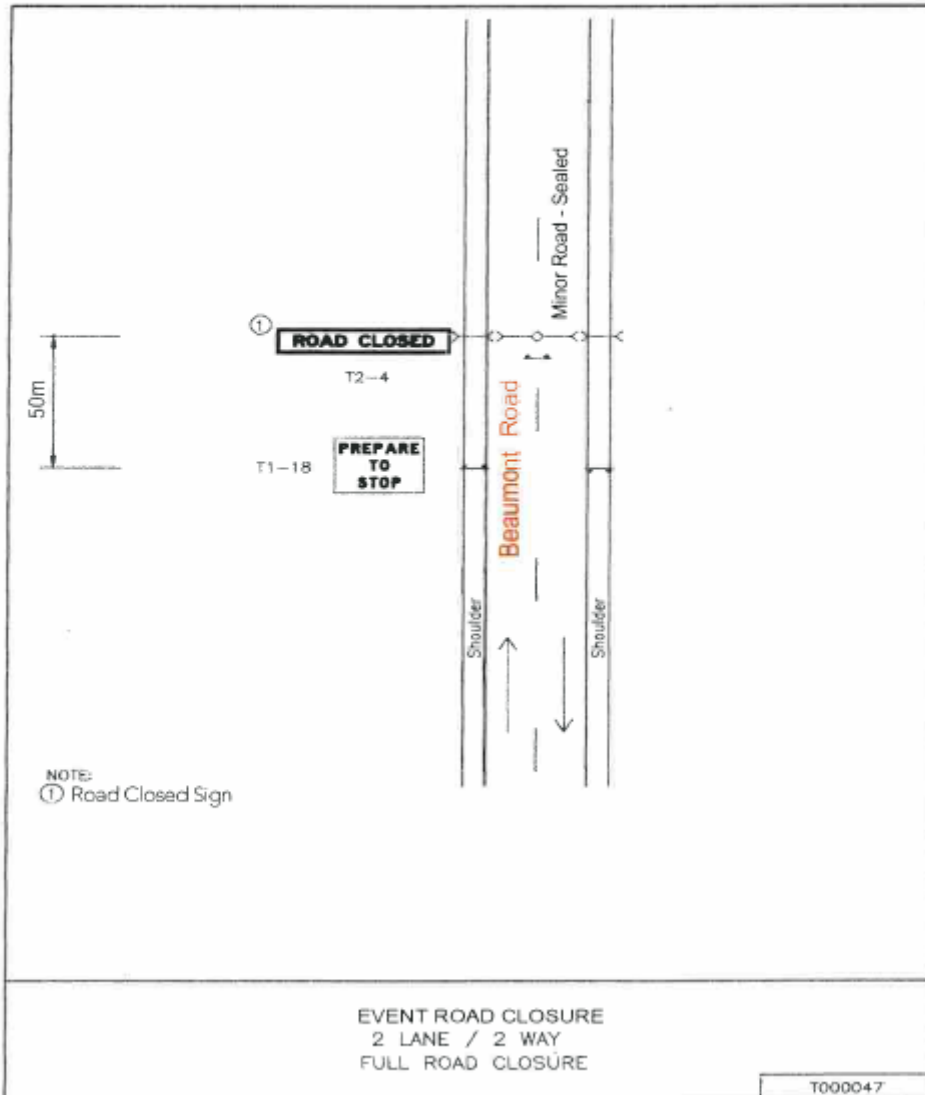 Minor Road - Sealed
①
ROAD CLOSED
T2-4
50m
Beaumont Road
T1-18
PREPARE
TO
STOP
Shoulder
Shoulder
NOTE:
① Road Closed Sign
EVENT ROAD CLOSURE
2 LANE / 2 WAY
FULL ROAD CLOSURE
T000047